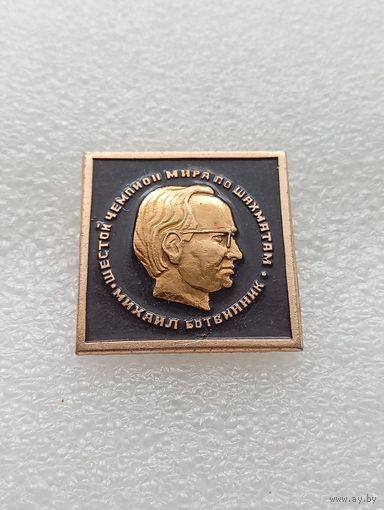 ШЕСТОЙ ЧЕМПИОН МИРА ПО ШАХМАТАМ •
МИХАИЛ БОТВИННИК •
www.ay.by